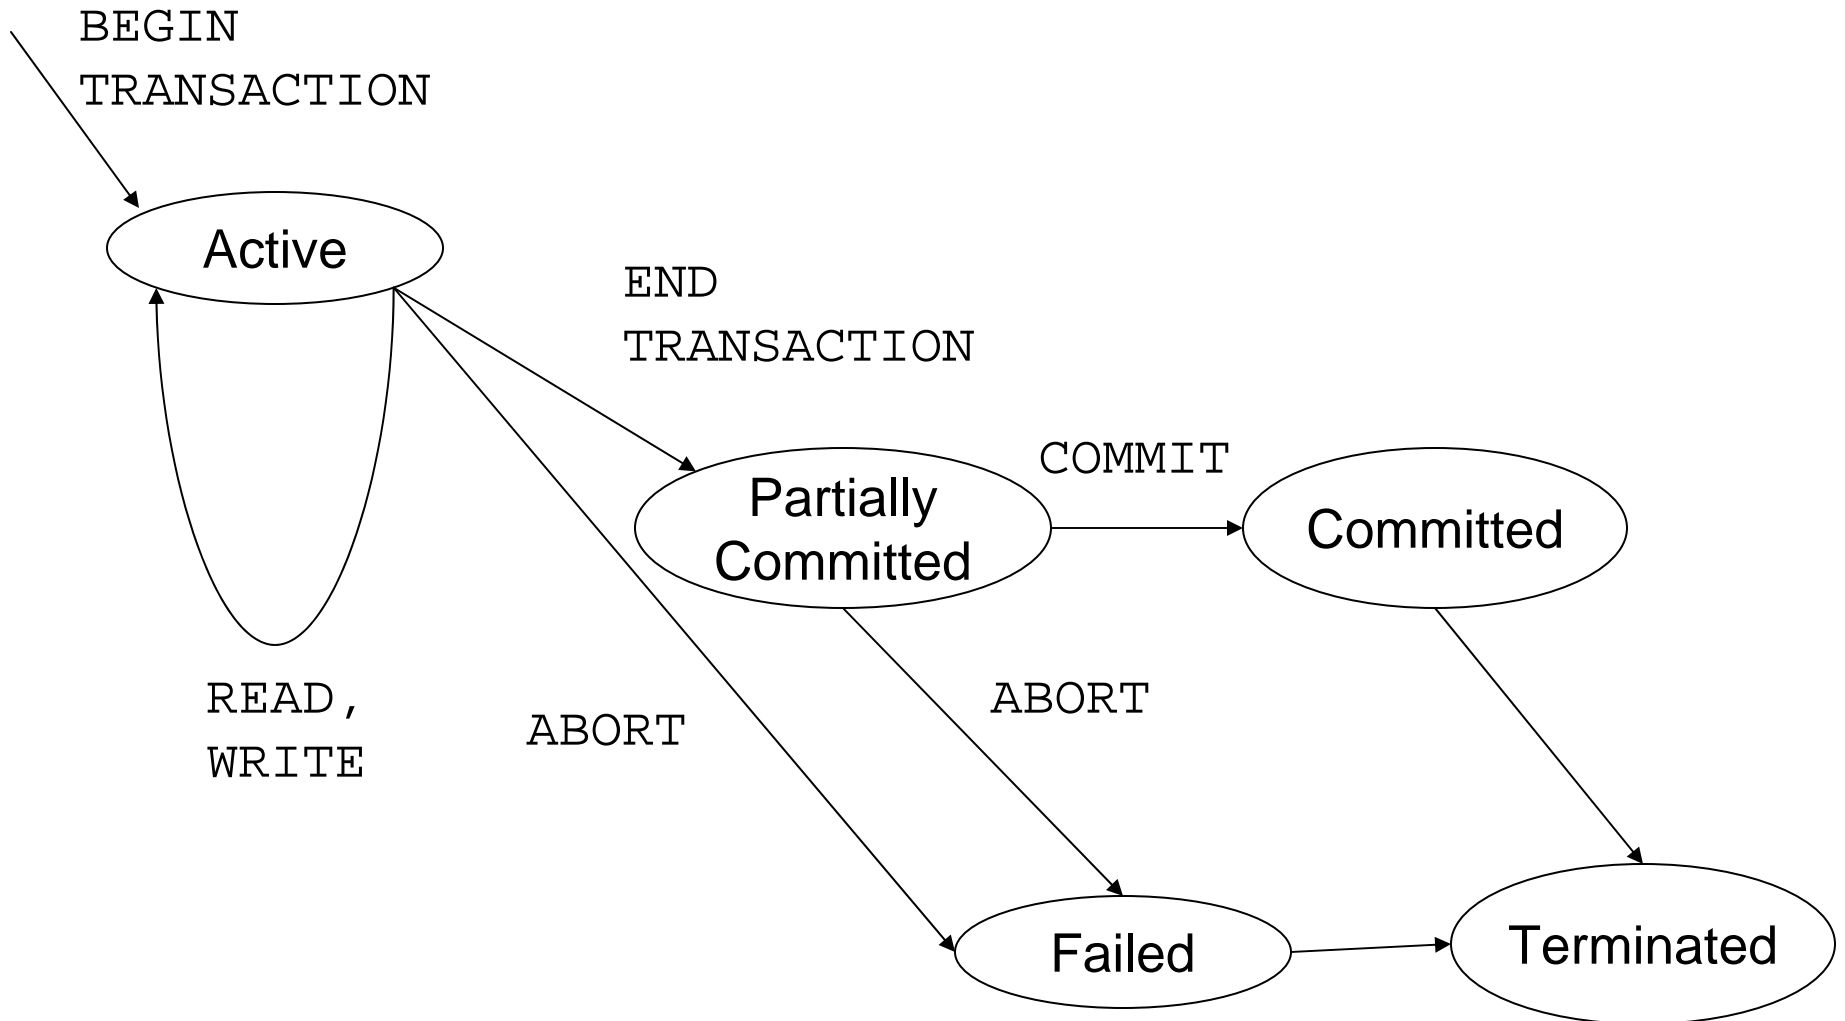 BEGIN
TRANSACTION
Active
END
TRANSACTION
COMMIT
Partially
Committed
Committed
READ,
WRITE
ABORT
ABORT
Failed
Terminated